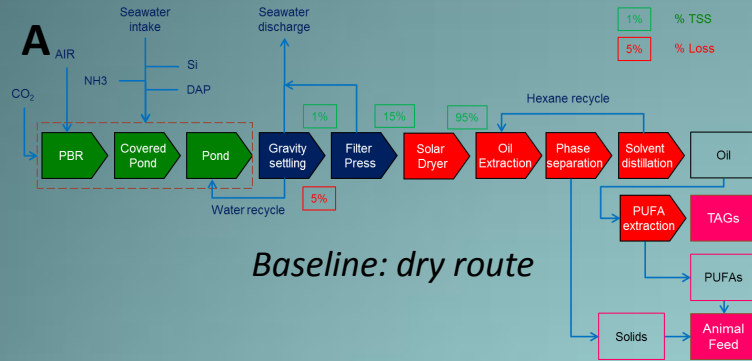 A
Seawater
intake
Seawater
discharge
1%
% TSS
5%
% Loss
AIR
Si
NH3
DAP
CO2
1%
15%
95%
Hexane recycle
PBR
Covered
Pond
Pond
Gravity
settling
Filter
Press
Solar
Dryer
Oil
Extraction
Phase
separation
Solvent
distillation
Oil
Water recycle
5%
PUFA
extraction
TAGs
Baseline: dry route
PUFAs
Solids
Animal
Feed